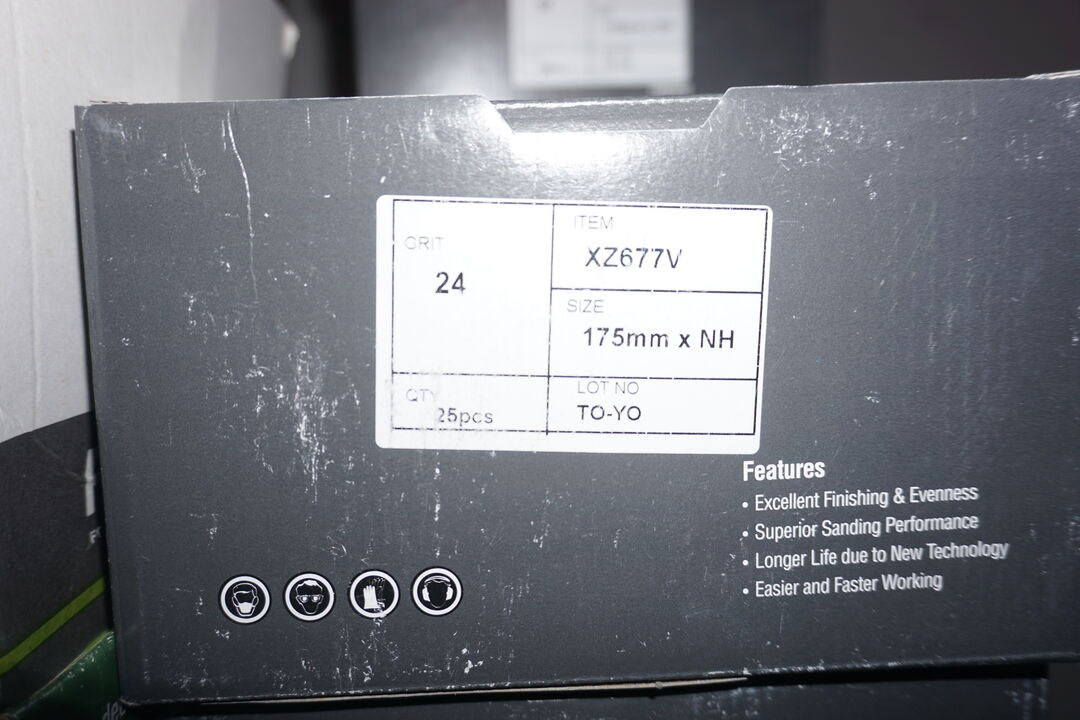 GRIT
24
ITEM
XZ677V
SIZE
175mm x NH
QTY
25pcs
LOT NO
TO-YO
Features
• Excellent Finishing & Evenness
• Superior Sanding Performance
• Longer Life due to New Technology
• Easier and Faster Working